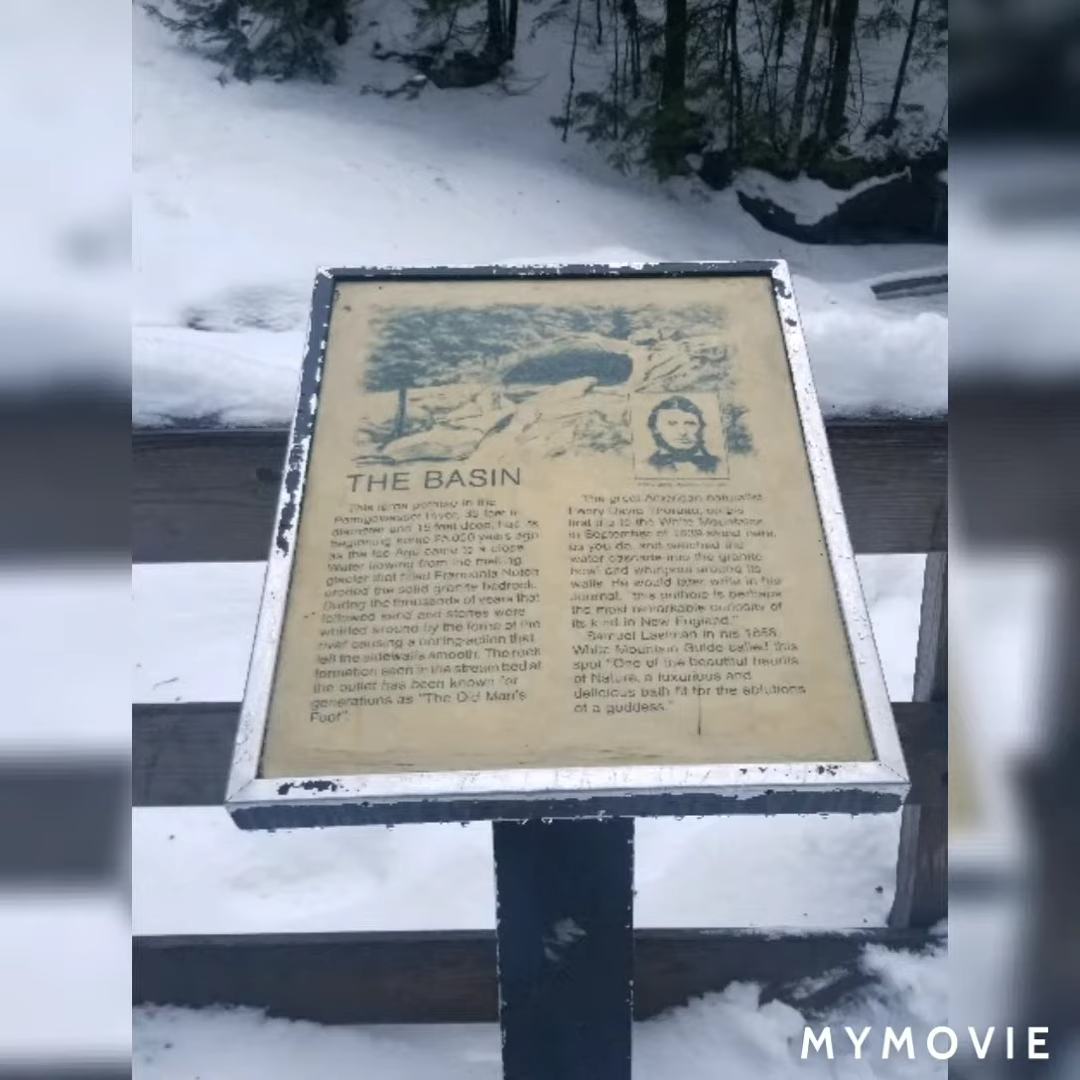 THE BASIN
This large pothole in the
Pemigewasset River, 30 feet in
diameter and 15 feet deep, had its
beginning some 25,000 years ago
as the Ice Age came to a close.
Water flowing from the melting
glacier that filled Franconia Notch
eroded the solid granite bedrock.
During the thousands of years that
followed sand and stones were
whirled around by the force of the
river causing a boring-action that
left the sidewalls smooth. The rock
formation seen in the stream bed at
the outlet has been known for
generations as "The Old Man's
Foot".
The great American naturalist
Henry David Thoreau, on his
first trip to the White Mountains
in September of 1839 stood here,
as you do, and watched the
water cascade into the granite
bowl and whirlpool around its
walls. He would later write in his
Journal, "this pothole is perhaps
the most remarkable curiosity of
its kind in New England."
Samuel Eastman in his 1858
White Mountain Guide called this
spot "One of the beautiful haunts
of Nature, a luxurious and
delicious bath fit for the ablutions
of a goddess."
MYMOVIE